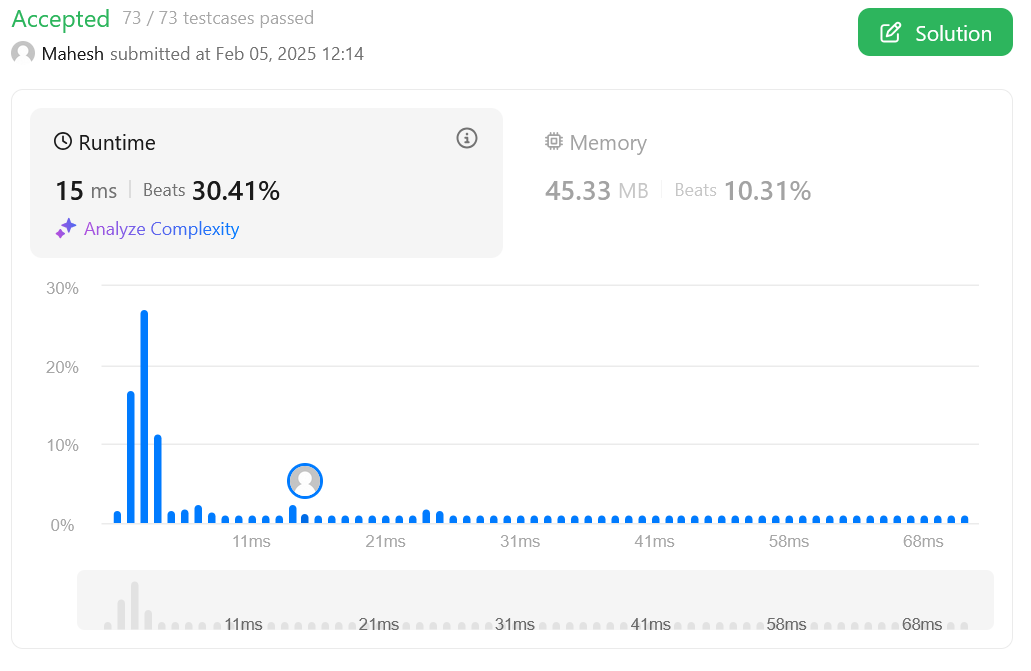 Accepted 73 / 73 testcases passed
Mahesh submitted at Feb 05, 2025 12:14
Solution
Runtime
15 ms | Beats 30.41%
Analyze Complexity
Memory
45.33 MB | Beats 10.31%
30%
20%
10%
0%
11ms 21ms 31ms 41ms 58ms 68ms
11ms 21ms 31ms 41ms 58ms 68ms